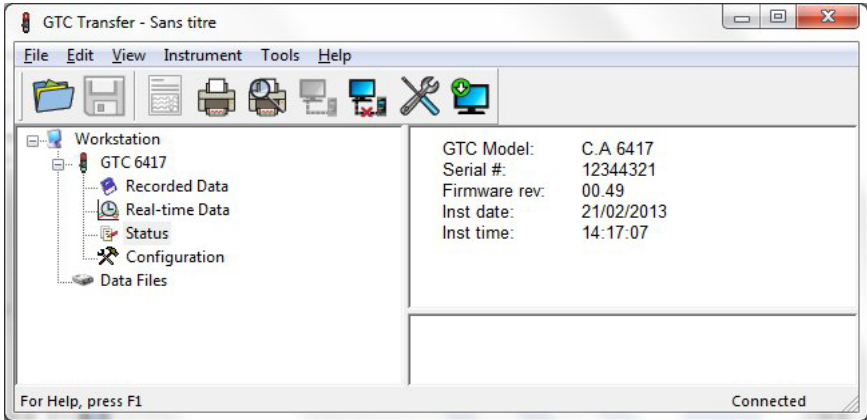 GTC Transfer - Sans titre
File Edit View Instrument Tools Help
Workstation
GTC 6417
Recorded Data
Real-time Data
Status
Configuration
Data Files
GTC Model: C.A 6417
Serial #: 12344321
Firmware rev: 00.49
Inst date: 21/02/2013
Inst time: 14:17:07
For Help, press F1 Connected